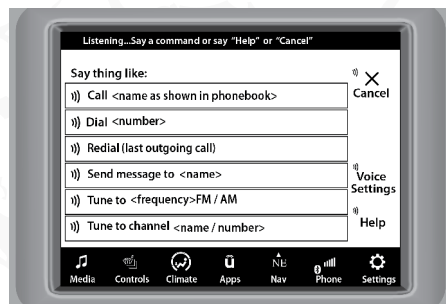 Listening...Say a command or say "Help" or "Cancel"
Say thing like:
Call <name as shown in phonebook>
Dial <number>
Redial (last outgoing call)
Send message to <name>
Tune to <frequency>FM / AM
Tune to channel <name / number>
Cancel
Voice
Settings
Help
NE
Media Controls Climate Apps Nav Phone Settings